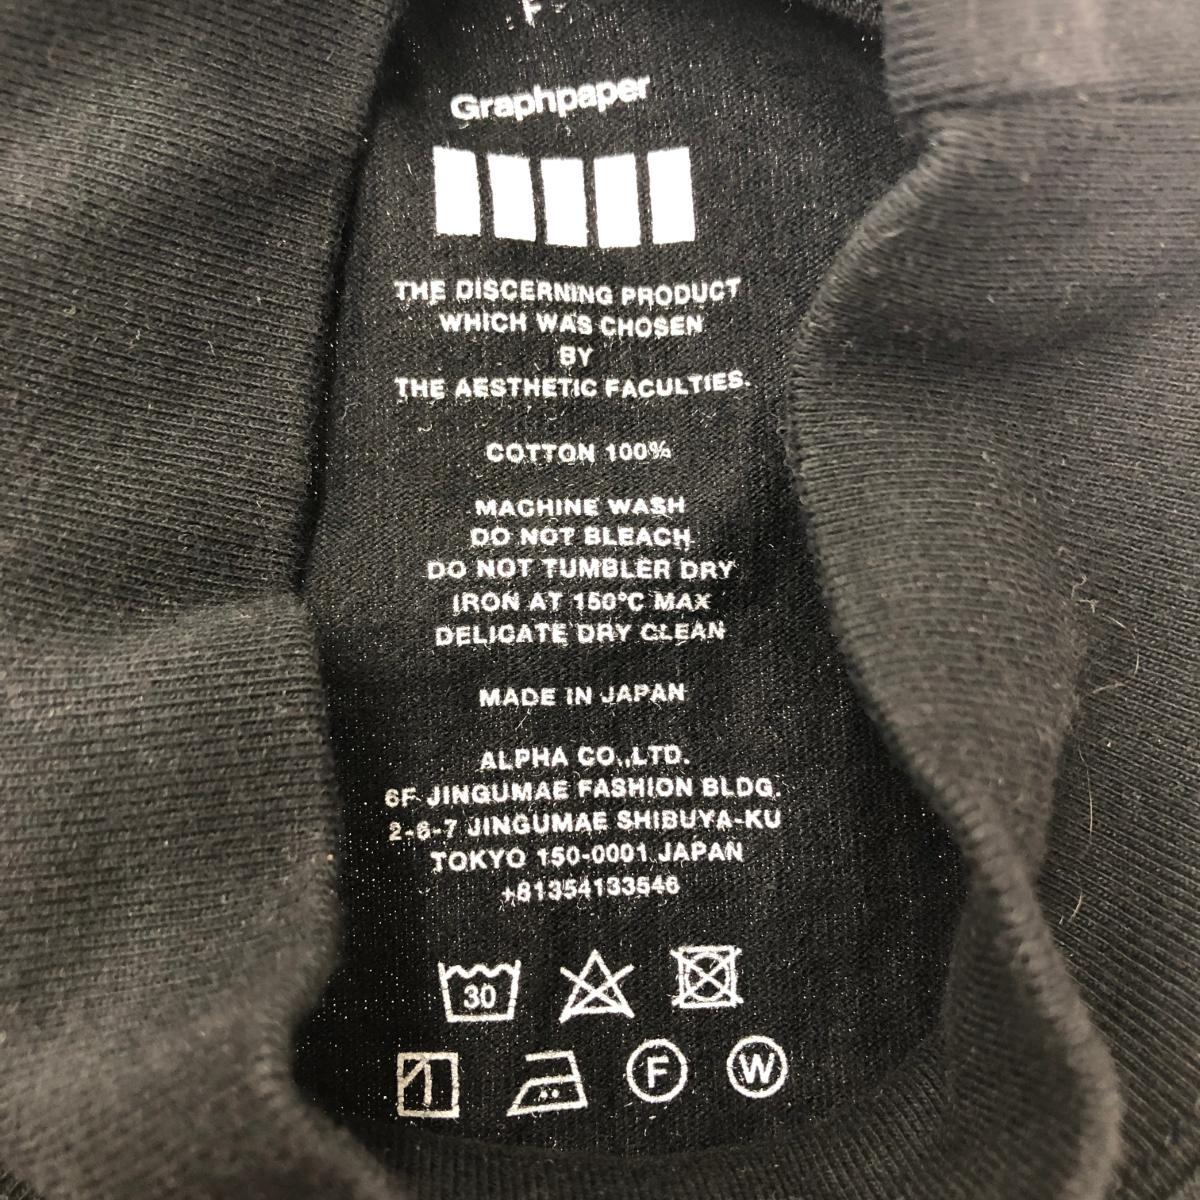 F
Graphpaper
THE DISCERNING PRODUCT
WHICH WAS CHOSEN
BY
THE AESTHETIC FACULTIES.
COTTON 100%
MACHINE WASH
DO NOT BLEACH
DO NOT TUMBLER DRY
IRON AT 150°C MAX
DELICATE DRY CLEAN
MADE IN JAPAN
ALPHA CO.,LTD.
6F JINGUMAE FASHION BLDG.
2-6-7 JINGUMAE SHIBUYA-KU
TOKYO 150-0001 JAPAN
+81354133546
30
F W